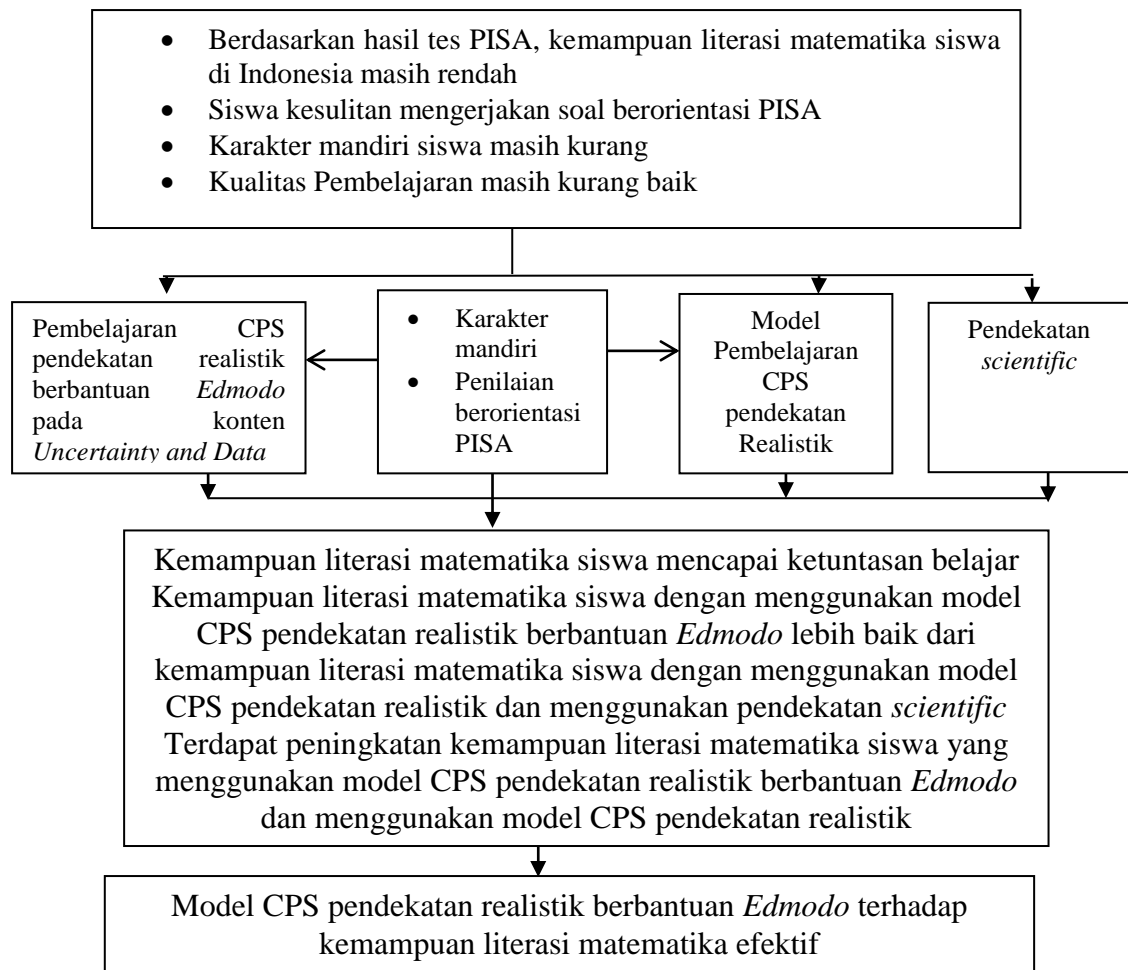 • Berdasarkan hasil tes PISA, kemampuan literasi matematika siswa
di Indonesia masih rendah
• Siswa kesulitan mengerjakan soal berorientasi PISA
• Karakter mandiri siswa masih kurang
• Kualitas Pembelajaran masih kurang baik
Pembelajaran CPS
pendekatan realistik
berbantuan Edmodo
pada konten
Uncertainty and Data
• Karakter
mandiri
• Penilaian
berorientasi
PISA
Model
Pembelajaran
CPS
pendekatan
Realistik
Pendekatan
scientific
Kemampuan literasi matematika siswa mencapai ketuntasan belajar
Kemampuan literasi matematika siswa dengan menggunakan model
CPS pendekatan realistik berbantuan Edmodo lebih baik dari
kemampuan literasi matematika siswa dengan menggunakan model
CPS pendekatan realistik dan menggunakan pendekatan scientific
Terdapat peningkatan kemampuan literasi matematika siswa yang
menggunakan model CPS pendekatan realistik berbantuan Edmodo
dan menggunakan model CPS pendekatan realistik
Model CPS pendekatan realistik berbantuan Edmodo terhadap
kemampuan literasi matematika efektif